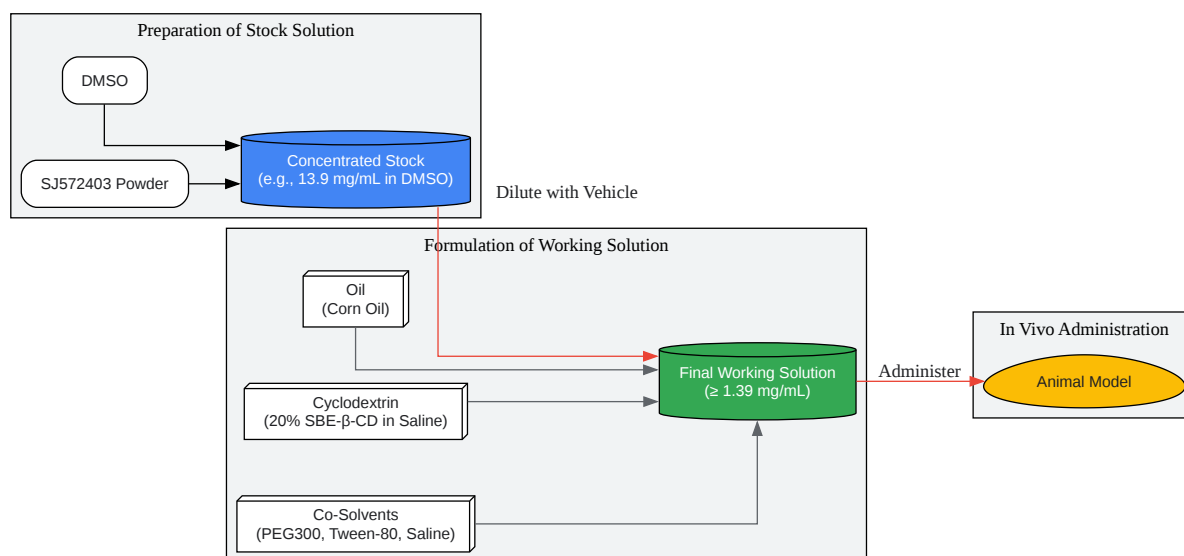 Preparation of Stock Solution
DMSO
SJ572403 Powder
Concentrated Stock
(e.g., 13.9 mg/mL in DMSO)
Dilute with Vehicle
Formulation of Working Solution
Oil
(Corn Oil)
Cyclodextrin
(20% SBE-β-CD in Saline)
Co-Solvents
(PEG300, Tween-80, Saline)
Final Working Solution
(≥ 1.39 mg/mL)
Administer
In Vivo Administration
Animal Model